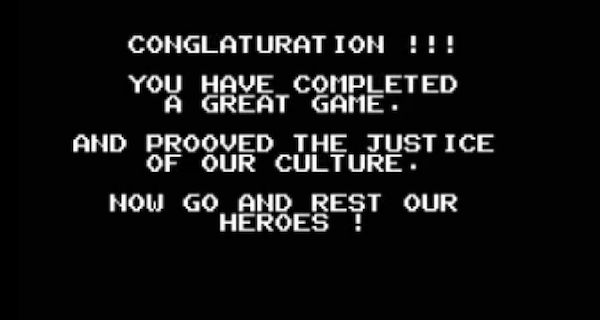 CONGLATURATION !!!
YOU HAVE COMPLETED
A GREAT GAME.
AND PROOVED THE JUSTICE
OF OUR CULTURE.
NOW GO AND REST OUR
HEROES !